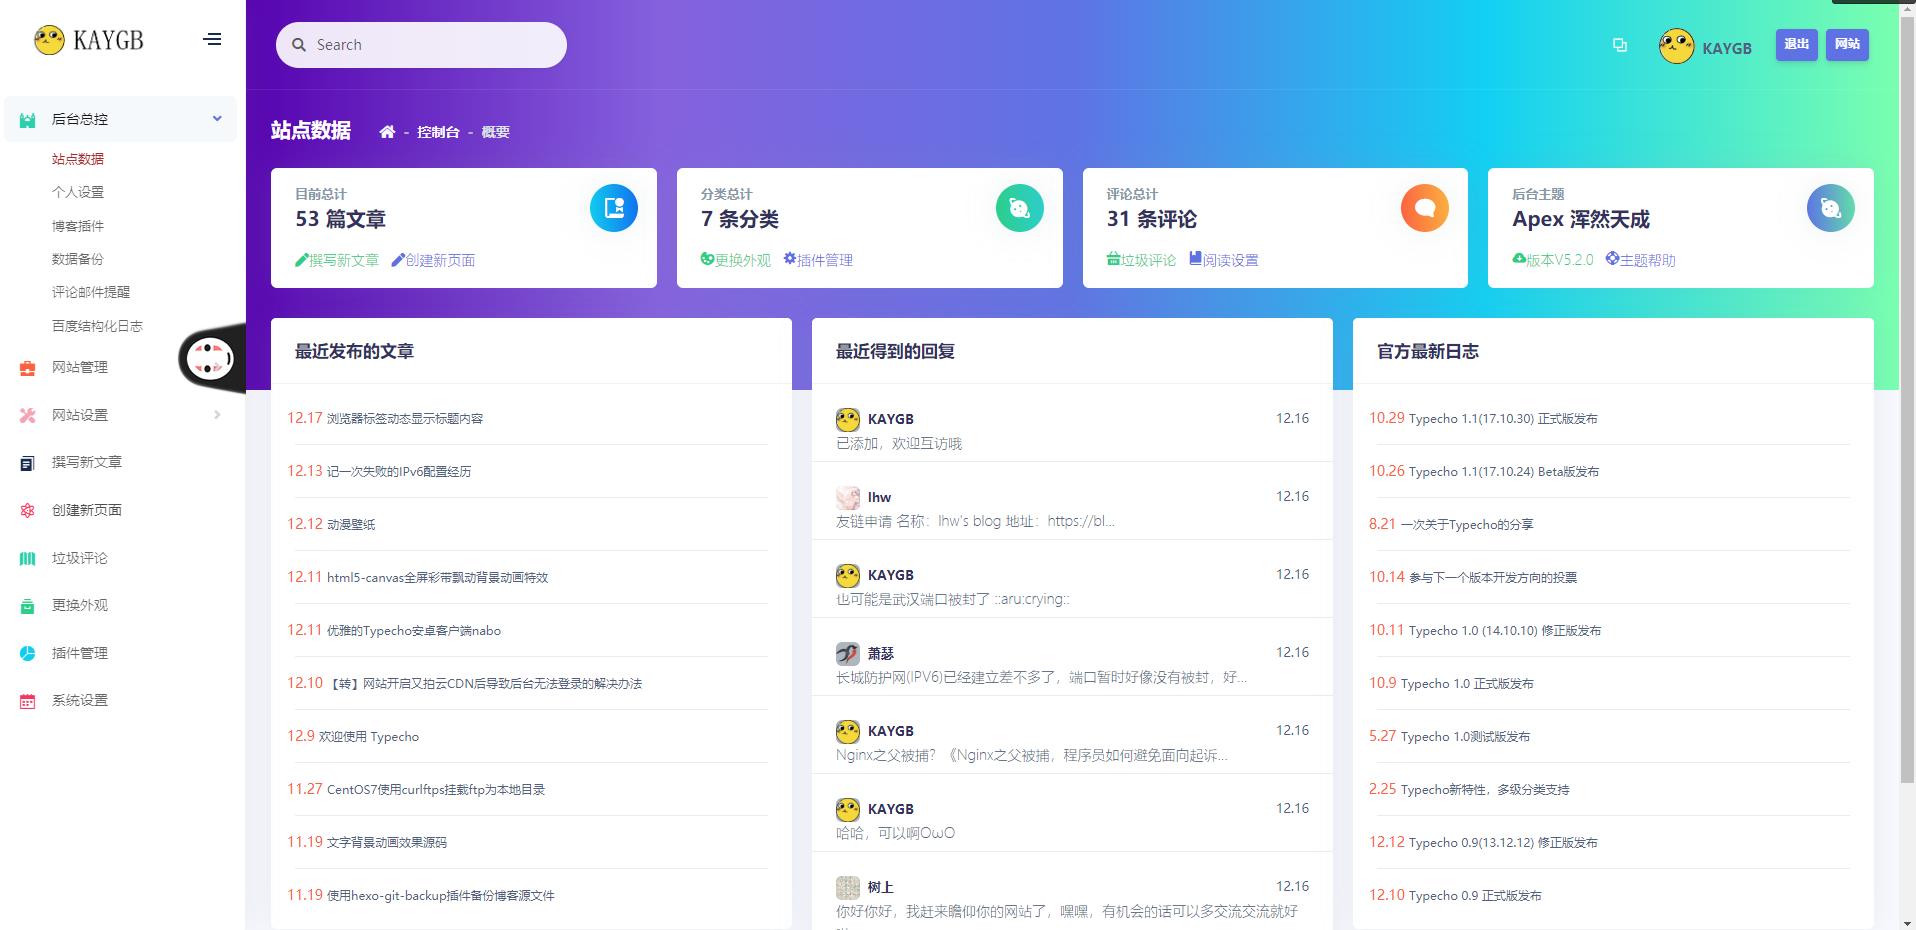 KAYGB
Search
KAYGB
退出
网站
后台总控
站点数据
个人设置
博客插件
数据备份
评论邮件提醒
百度结构化日志
网站管理
网站设置
撰写新文章
创建新页面
垃圾评论
更换外观
插件管理
系统设置
站点数据 - 控制台 - 概要
目前总计
53 篇文章
撰写新文章 创建新页面
分类总计
7 条分类
更换外观 插件管理
评论总计
31 条评论
垃圾评论 阅读设置
后台主题
Apex 浑然天成
版本V5.2.0 主题帮助
最近发布的文章
12.17 浏览器标签动态显示标题内容
12.13 记一次失败的IPv6配置经历
12.12 动漫壁纸
12.11 html5-canvas全屏彩带飘动背景动画特效
12.11 优雅的Typecho安卓客户端nabo
12.10 【转】网站开启又拍云CDN后导致后台无法登录的解决办法
12.9 欢迎使用 Typecho
11.27 CentOS7使用curlftps挂载ftp为本地目录
11.19 文字背景动画效果源码
11.19 使用hexo-git-backup插件备份博客源文件
最近得到的回复
KAYGB 12.16
已添加，欢迎互访哦
lhw 12.16
友链申请 名称：lhw's blog 地址：https://bl...
KAYGB 12.16
也可能是武汉端口被封了 ::aru:crying::
萧瑟 12.16
长城防护网(IPV6)已经建立差不多了，端口暂时好像没有被封，好...
KAYGB 12.16
Nginx之父被捕？《Nginx之父被捕，程序员如何避免面向起诉...
KAYGB 12.16
哈哈，可以啊OωO
树上 12.16
你好你好，我赶来瞻仰你的网站了，嘿嘿，有机会的话可以多交流交流就好
官方最新日志
10.29 Typecho 1.1(17.10.30) 正式版发布
10.26 Typecho 1.1(17.10.24) Beta版发布
8.21 一次关于Typecho的分享
10.14 参与下一个版本开发方向的投票
10.11 Typecho 1.0 (14.10.10) 修正版发布
10.9 Typecho 1.0 正式版发布
5.27 Typecho 1.0测试版发布
2.25 Typecho新特性，多级分类支持
12.12 Typecho 0.9(13.12.12) 修正版发布
12.10 Typecho 0.9 正式版发布